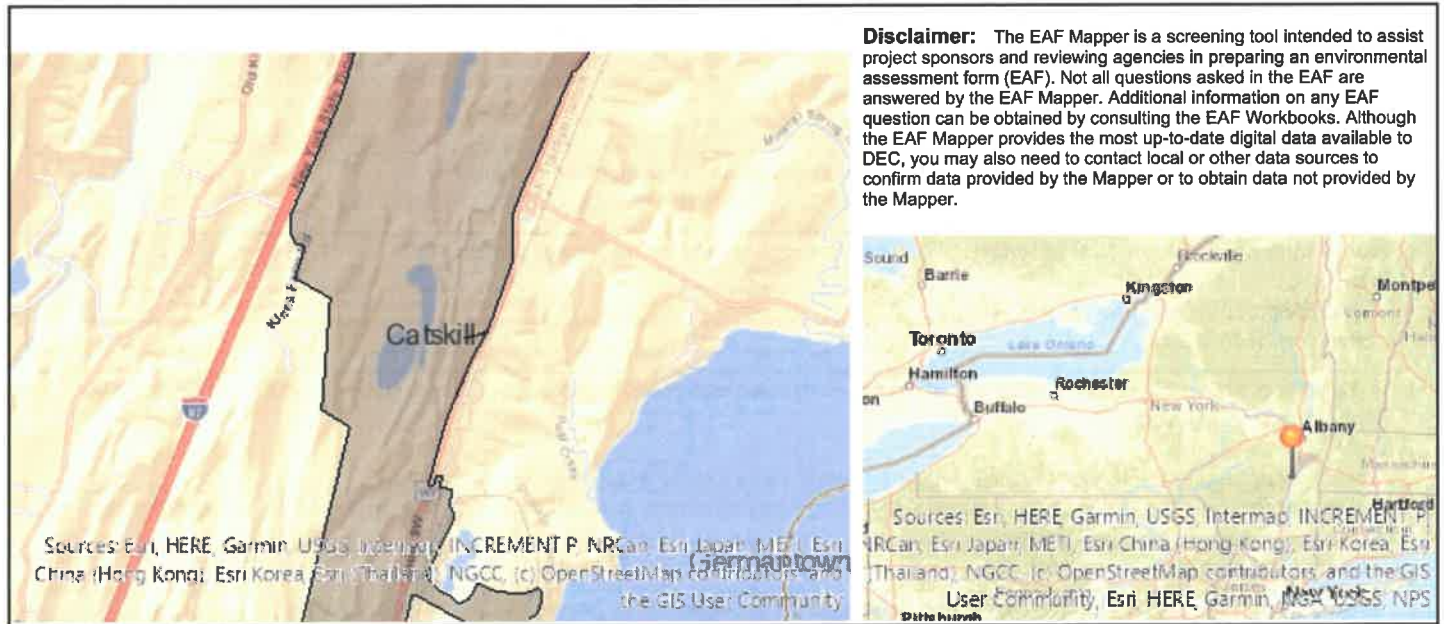 Disclaimer: The EAF Mapper is a screening tool intended to assist
project sponsors and reviewing agencies in preparing an environmental
assessment form (EAF). Not all questions asked in the EAF are
answered by the EAF Mapper. Additional information on any EAF
question can be obtained by consulting the EAF Workbooks. Although
the EAF Mapper provides the most up-to-date digital data available to
DEC, you may also need to contact local or other data sources to
confirm data provided by the Mapper or to obtain data not provided by
the Mapper.
Catskill
Germantown
Sources: Esri, HERE, Garmin, USGS, Intermap, INCREMENT P, NRCan, Esri Japan, METI, Esri
China (Hong Kong), Esri Korea, Esri (Thailand), NGCC, (c) OpenStreetMap contributors, and
the GIS User Community
Sound
Barrie
Kingston
Montpe
Toronto
Lake Ontario
Hamilton
Rochester
on
Buffalo
New York
Albany
Hartford
Sources: Esri, HERE, Garmin, USGS, Intermap, INCREMENT P,
NRCan, Esri Japan, METI, Esri China (Hong Kong), Esri Korea, Esri
(Thailand), NGCC, (c) OpenStreetMap contributors, and the GIS
User Community, Esri, HERE, Garmin, NGA, USGS, NPS
New York
Pittsburgh